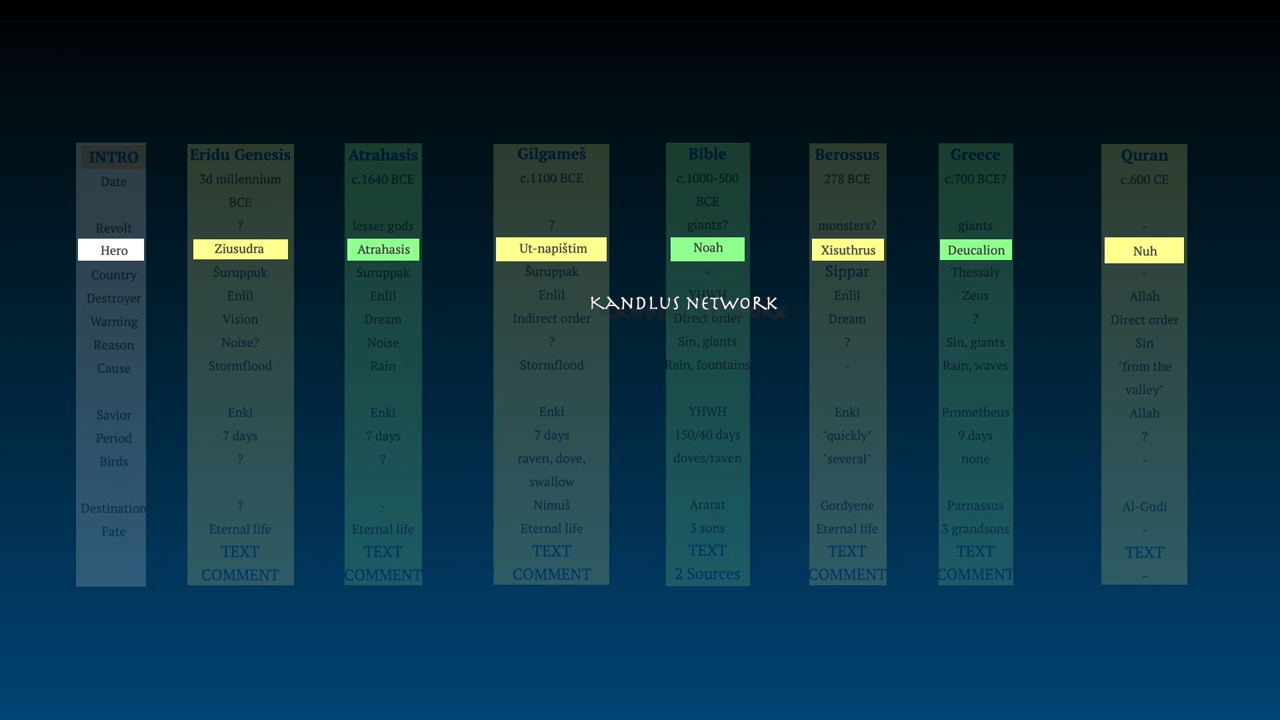 INTRO
Date
Revolt
Hero
Country
Destroyer
Warning
Reason
Cause
Savior
Period
Birds
Destination
Fate
Eridu Genesis
3d millennium
BCE
?
Ziusudra
Šuruppuk
Enlil
Vision
Noise?
Stormflood
Enki
7 days
?
?
Eternal life
TEXT
COMMENT
Atrahasis
c.1640 BCE
lesser gods
Atrahasis
Šuruppak
Enlil
Dream
Noise
Rain
Enki
7 days
?
-
Eternal life
TEXT
COMMENT
Gilgameš
c.1100 BCE
?
Ut-napištim
Šuruppak
Enlil
Indirect order
?
Stormflood
Enki
7 days
raven, dove,
swallow
Nimuš
Eternal life
TEXT
COMMENT
Bible
c.1000-500
BCE
giants?
Noah
-
YHWH
Direct order
Sin, giants
Rain, fountains
YHWH
150/40 days
doves/raven
Ararat
3 sons
TEXT
2 Sources
Kandlus network
Berossus
278 BCE
monsters?
Xisuthrus
Sippar
Enlil
Dream
?
-
Enki
"quickly"
"several"
Gordyene
Eternal life
TEXT
COMMENT
Greece
c.700 BCE?
giants
Deucalion
Thessaly
Zeus
?
Sin, giants
Rain, waves
Prometheus
9 days
none
Parnassus
3 grandsons
TEXT
COMMENT
Quran
c.600 CE
-
Nuh
-
Allah
Direct order
Sin
"from the
valley"
Allah
?
-
Al-Gudi
-
TEXT
-